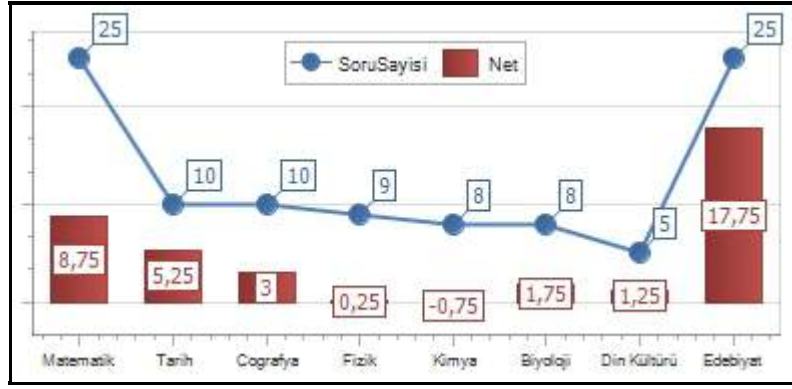 25
25
SoruSayisi
Net
10
10
9
8
8
5
8,75
5,25
3
0,25
-0,75
1,75
1,25
17,75
Matematik
Tarih
Cografya
Fizik
Kimya
Biyoloji
Din Kültürü
Edebiyat